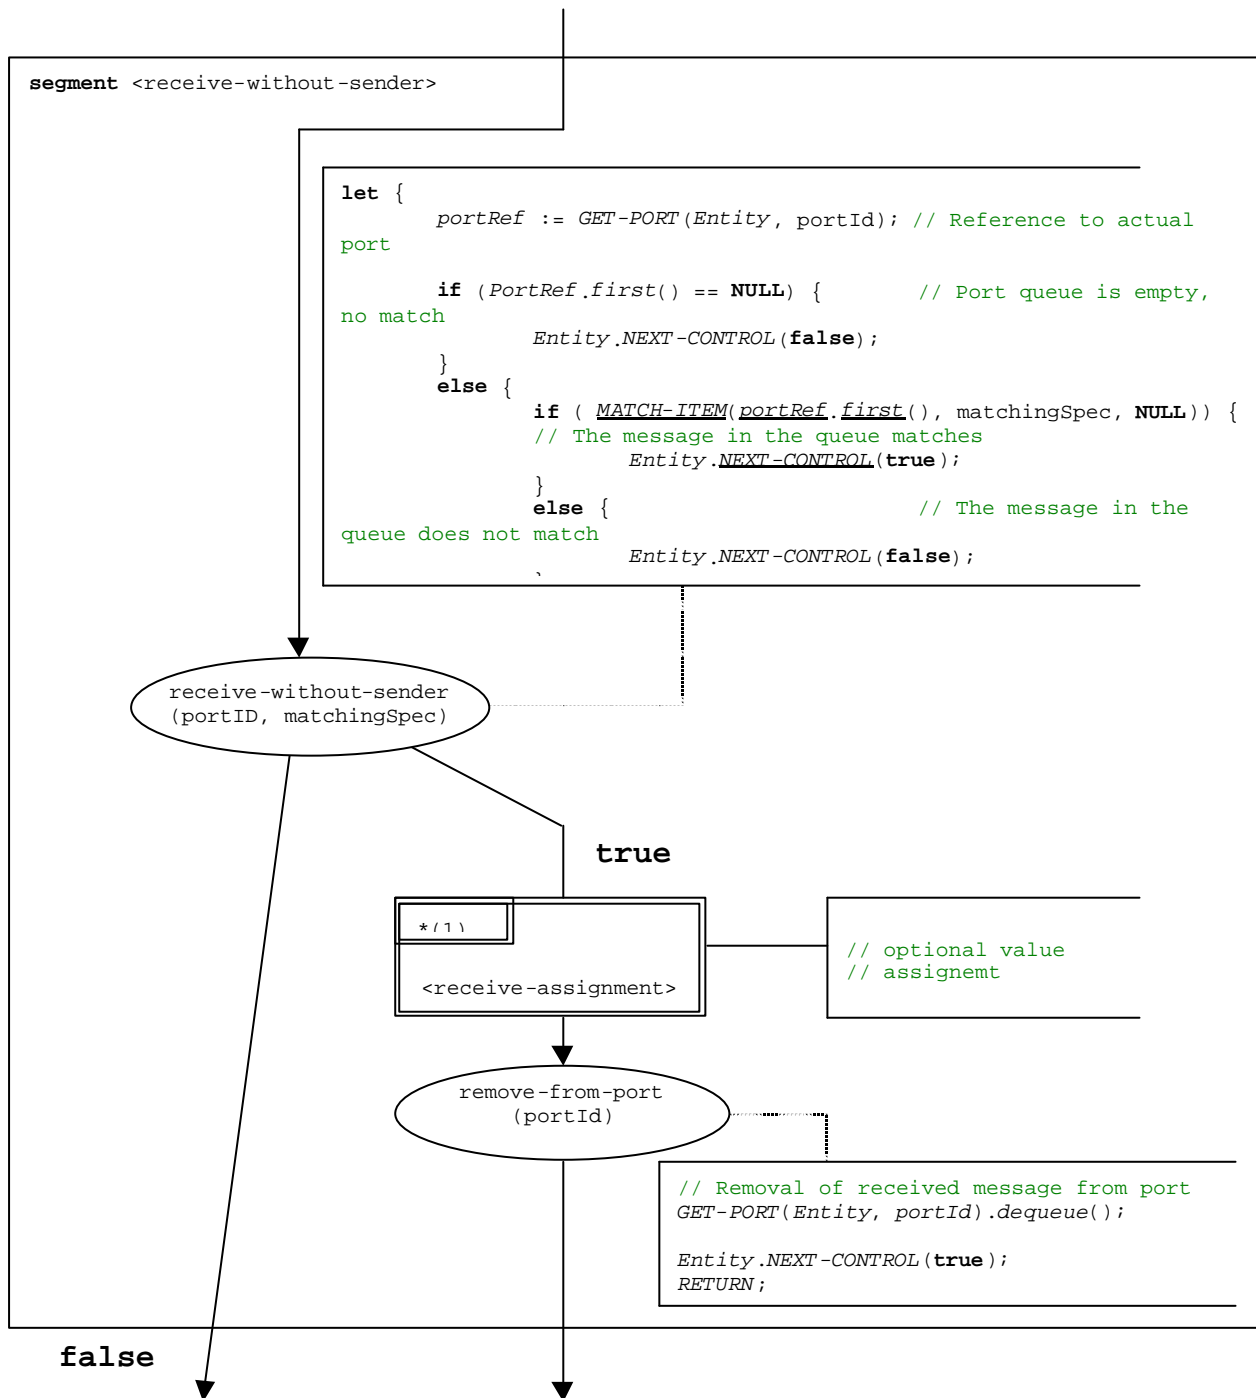 segment <receive-without-sender>
let {
portRef := GET-PORT(Entity, portId); // Reference to actual
port
if (PortRef.first() == NULL) { // Port queue is empty,
no match
Entity.NEXT-CONTROL(false);
}
else {
if ( MATCH-ITEM(portRef.first(), matchingSpec, NULL)) {
// The message in the queue matches
Entity.NEXT-CONTROL(true);
}
else { // The message in the
queue does not match
Entity.NEXT-CONTROL(false);
}
receive-without-sender
(portID, matchingSpec)
true
*(1)
<receive-assignment>
// optional value
// assignemt
remove-from-port
(portId)
// Removal of received message from port
GET-PORT(Entity, portId).dequeue();
Entity.NEXT-CONTROL(true);
RETURN;
false